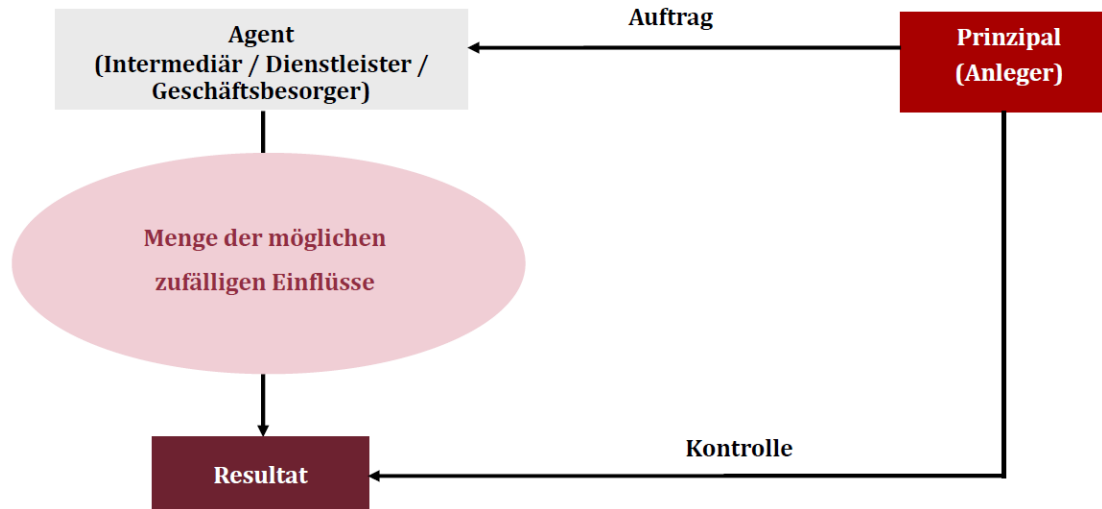 Auftrag
Agent
(Intermediär / Dienstleister /
Geschäftsbesorger)
Prinzipal
(Anleger)
Menge der möglichen
zufälligen Einflüsse
Kontrolle
Resultat